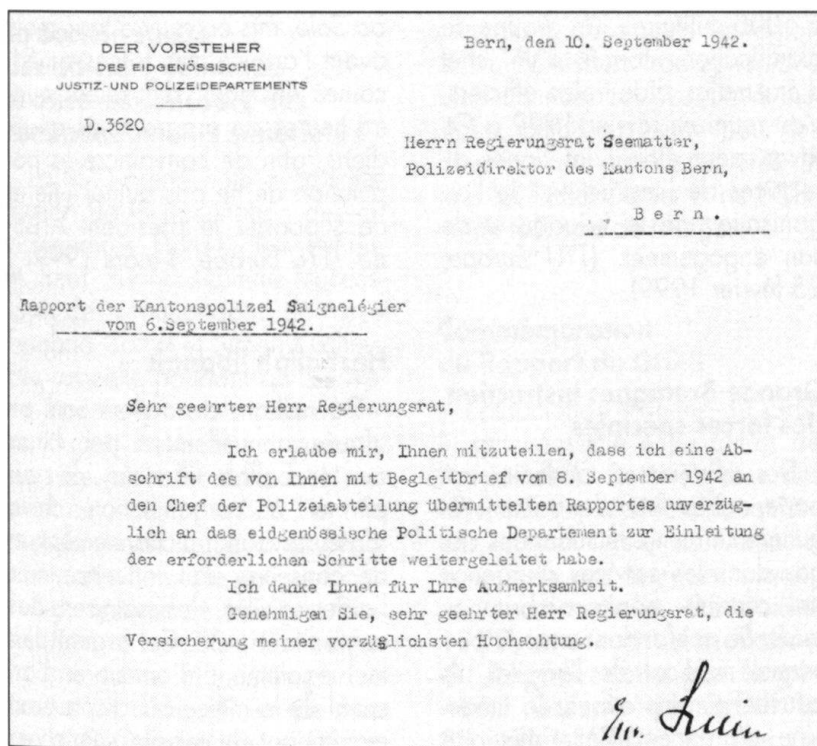 DER VORSTEHER
DES EIDGENÖSSISCHEN
JUSTIZ- UND POLIZEIDEPARTEMENTS
D.3620
Bern, den 10. September 1942.
Herrn Regierungsrat Seematter,
Polizeidirektor des Kantons Bern,
Bern.
Rapport der Kantonspolizei Saignelégier
vom 6.September 1942.
Sehr geehrter Herr Regierungsrat,
Ich erlaube mir, Ihnen mitzuteilen, dass ich eine Ab-
schrift des von Ihnen mit Begleitbrief vom 8. September 1942 an
den Chef der Polizeiabteilung übermittelten Rapportes unverzüg-
lich an das eidgenössische Politische Departement zur Einleitung
der erforderlichen Schritte weitergeleitet habe.
Ich danke Ihnen für Ihre Aufmerksamkeit.
Genehmigen Sie, sehr geehrter Herr Regierungsrat, die
Versicherung meiner vorzüglichsten Hochachtung.